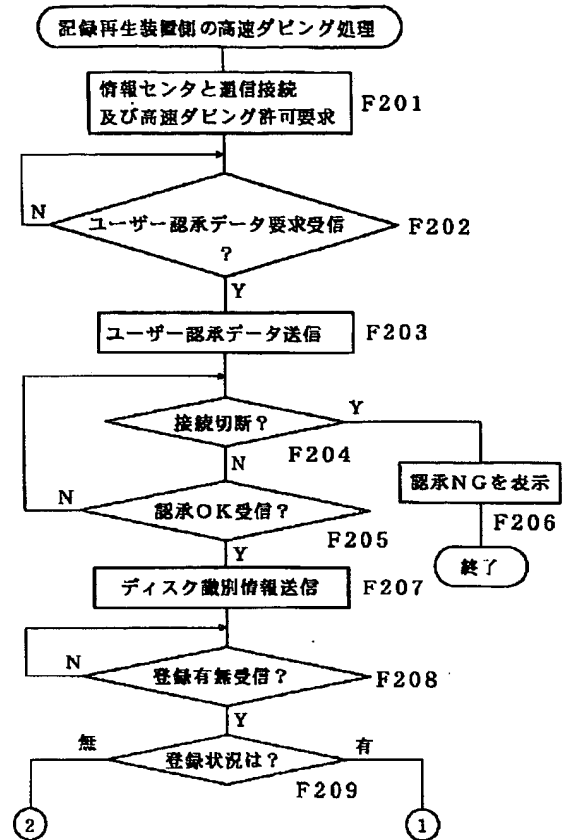 記録再生装置側の高速ダビング処理
情報センタと通信接続
及び高速ダビング許可要求
F201
N
ユーザー認承データ要求受信
?
F202
Y
ユーザー認承データ送信
F203
接続切断?
Y
F204
N
認承NGを表示
F206
N
認承OK受信?
F205
Y
終了
ディスク識別情報送信
F207
N
登録有無受信?
F208
Y
無
登録状況は?
有
F209
2
1